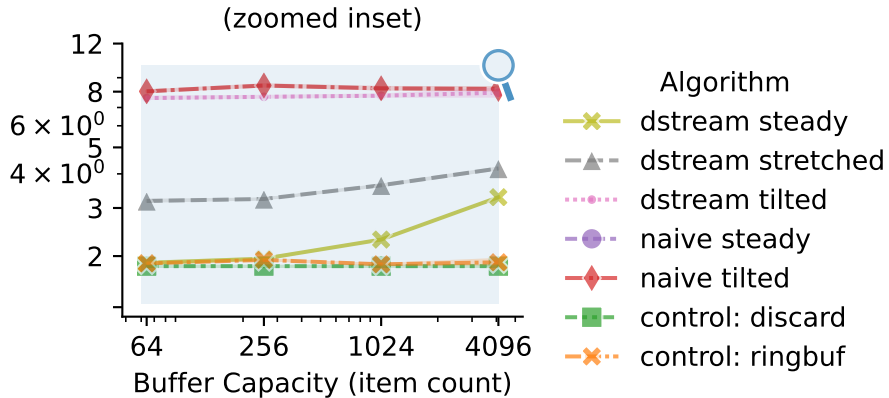 (zoomed inset)
12
8
6 × 10⁰
5
4 × 10⁰
3
2
64 256 1024 4096
Buffer Capacity (item count)
Algorithm
dstream steady
dstream stretched
dstream tilted
naive steady
naive tilted
control: discard
control: ringbuf